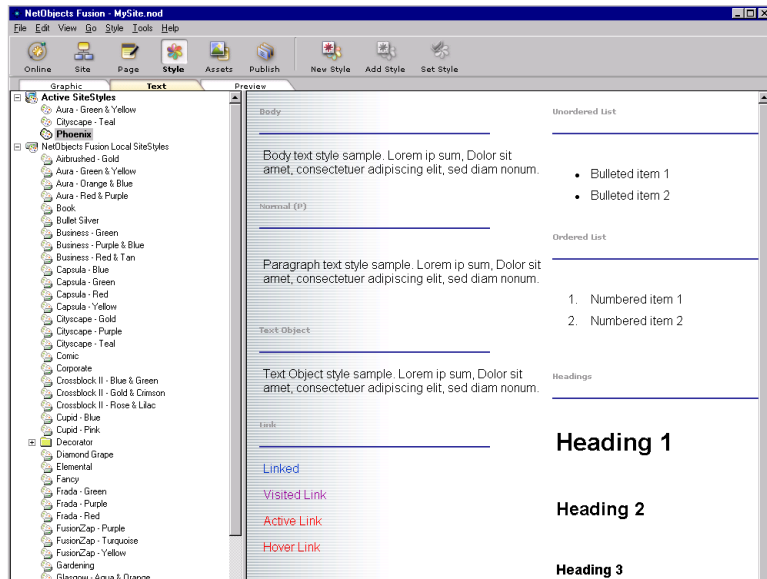 NetObjects Fusion - MySite.nod
File Edit View Go Style Tools Help
Online Site Page Style Assets Publish New Style Add Style Set Style
Graphic Text Preview
Active SiteStyles
Aura - Green & Yellow
Cityscape - Teal
Phoenix
NetObjects Fusion Local SiteStyles
Airbrushed - Gold
Aura - Green & Yellow
Aura - Orange & Blue
Aura - Red & Purple
Book
Bullet Silver
Business - Green
Business - Purple & Blue
Business - Red & Tan
Capsula - Blue
Capsula - Green
Capsula - Red
Capsula - Yellow
Cityscape - Gold
Cityscape - Purple
Cityscape - Teal
Comic
Corporate
Crossblock II - Blue & Green
Crossblock II - Gold & Crimson
Crossblock II - Rose & Lilac
Cupid - Blue
Cupid - Pink
Decorator
Diamond Grape
Elemental
Fancy
Frada - Green
Frada - Purple
Frada - Red
FusionZap - Purple
FusionZap - Turquoise
FusionZap - Yellow
Gardening
Glasgow - Aqua & Orange
Body
Body text style sample. Lorem ip sum, Dolor sit
amet, consectetuer adipiscing elit, sed diam nonum.
Normal (P)
Paragraph text style sample. Lorem ip sum, Dolor sit
amet, consectetuer adipiscing elit, sed diam nonum.
Text Object
Text Object style sample. Lorem ip sum, Dolor sit
amet, consectetuer adipiscing elit, sed diam nonum.
Link
Linked
Visited Link
Active Link
Hover Link
Unordered List
• Bulleted item 1
• Bulleted item 2
Ordered List
1. Numbered item 1
2. Numbered item 2
Headings
Heading 1
Heading 2
Heading 3